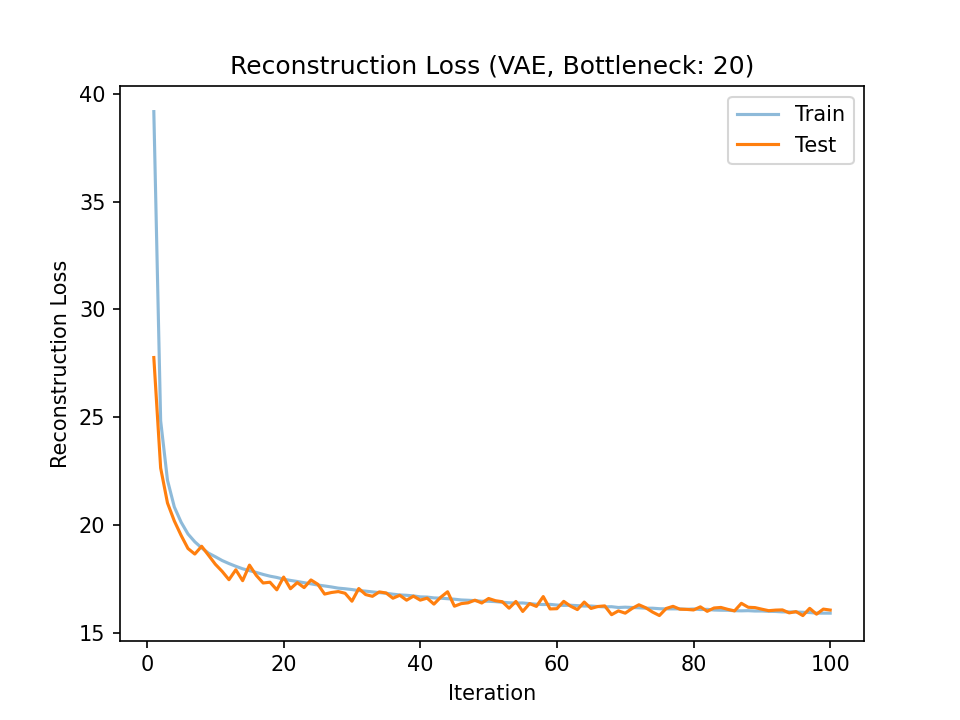 Reconstruction Loss (VAE, Bottleneck: 20)
Train
Test
Reconstruction Loss
40
35
30
25
20
15
0 20 40 60 80 100
Iteration